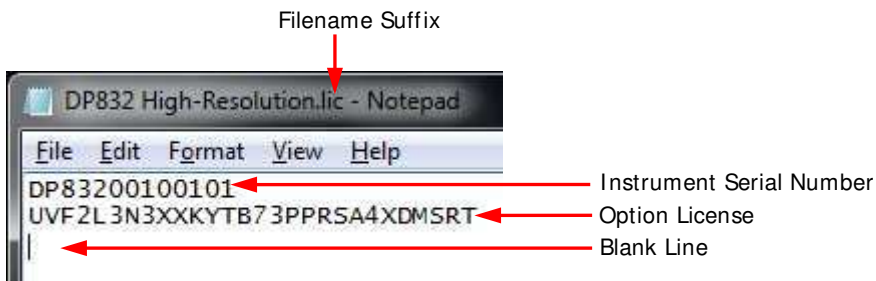 Filename Suffix
DP832 High-Resolution.lic - Notepad
File Edit Format View Help
DP83200100101
Instrument Serial Number
UVF2L3N3XXKYTB73PPRSA4XDMSRT
Option License
Blank Line